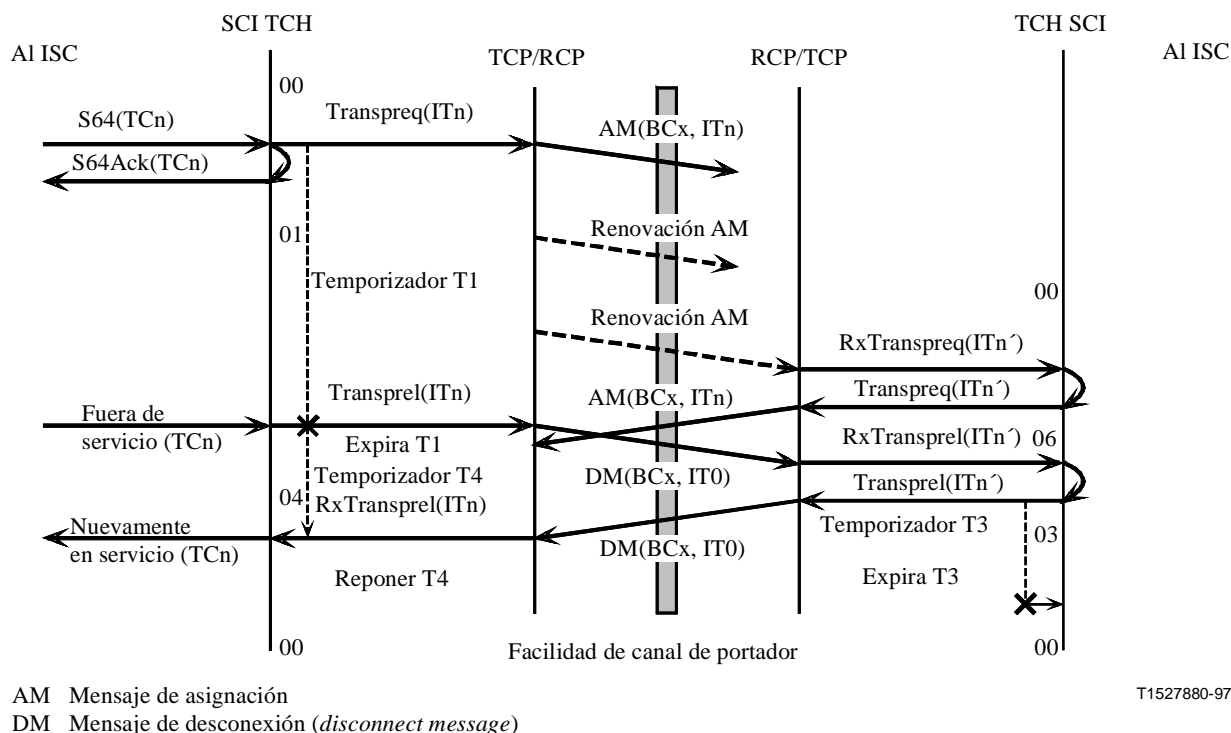 SCI TCH
TCH SCI
Al ISC
TCP/RCP
RCP/TCP
Al ISC
00
S64(TCn)
Transpreq(ITn)
AM(BCx, ITn)
S64Ack(TCn)
01
Renovación AM
Temporizador T1
00
Renovación AM
RxTranspreq(ITn´)
Transprel(ITn)
AM(BCx, ITn)
Transpreq(ITn´)
Fuera de
servicio (TCn)
Expira T1
RxTransprel(ITn´)
06
Temporizador T4
DM(BCx, IT0)
Transprel(ITn´)
04
RxTransprel(ITn)
Nuevamente
en servicio (TCn)
Temporizador T3
03
DM(BCx, IT0)
Reponer T4
Expira T3
00
Facilidad de canal de portador
00
AM Mensaje de asignación
T1527880-97
DM Mensaje de desconexión (disconnect message)